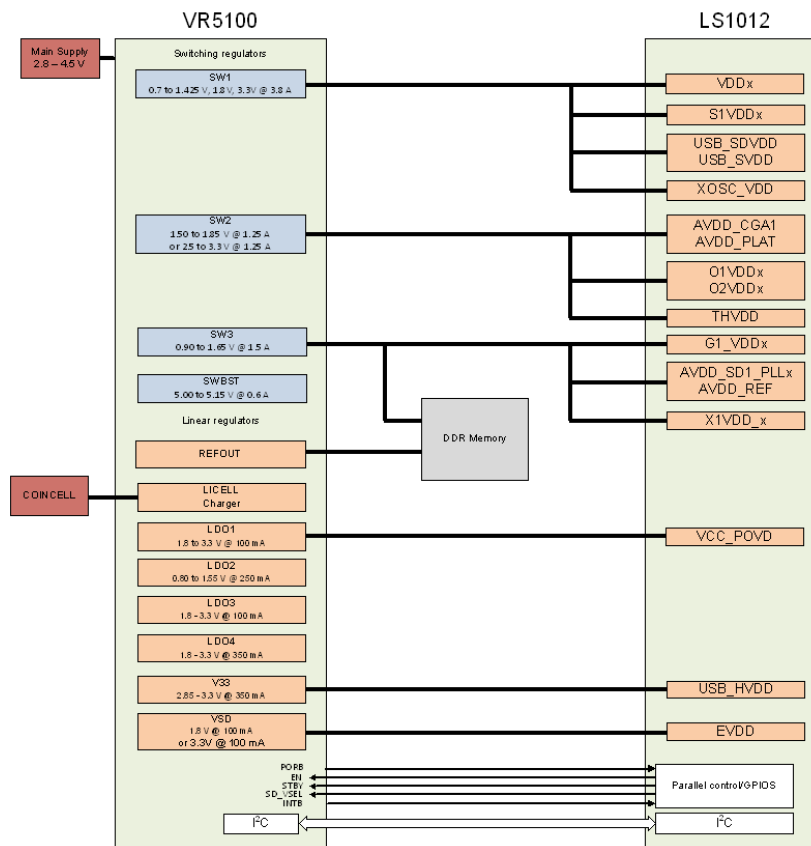 VR5100
LS1012
Main Supply
2.8 – 4.5 V
Switching regulators
SW1
0.7 to 1.425 V, 1.8 V, 3.3V @ 3.8 A
VDDx
S1VDDx
USB_SDVDD
USB_SVDD
XOSC_VDD
SW2
1.50 to 1.85 V @ 1.25 A
or 2.5 to 3.3 V @ 1.25 A
AVDD_CGA1
AVDD_PLAT
O1VDDx
O2VDDx
THVDD
SW3
0.90 to 1.65 V @ 1.5 A
G1_VDDx
SWBST
5.00 to 5.15 V @ 0.6 A
AVDD_SD1_PLLx
AVDD_REF
Linear regulators
X1VDD_x
DDR Memory
REFOUT
COINCELL
LICELL
Charger
LDO1
1.8 to 3.3 V @ 100 mA
VCC_POVD
LDO2
0.80 to 1.55 V @ 250 mA
LDO3
1.8 - 3.3 V @ 100 mA
LDO4
1.8 - 3.3 V @ 350 mA
V33
2.85 - 3.3 V @ 350 mA
USB_HVDD
VSD
1.8 V @ 100 mA
or 3.3V @ 100 mA
EVDD
PORB
EN
STBY
SD_VSEL
INTB
Parallel control/GPIOS
I²C
I²C